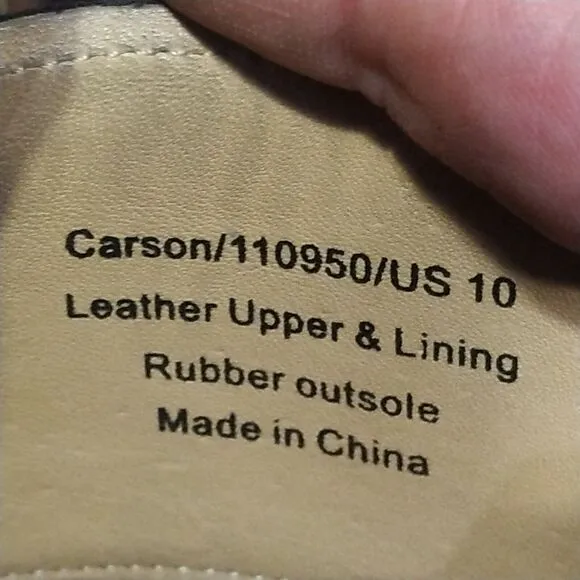 Carson/110950/US 10
Leather Upper & Lining
Rubber outsole
Made in China